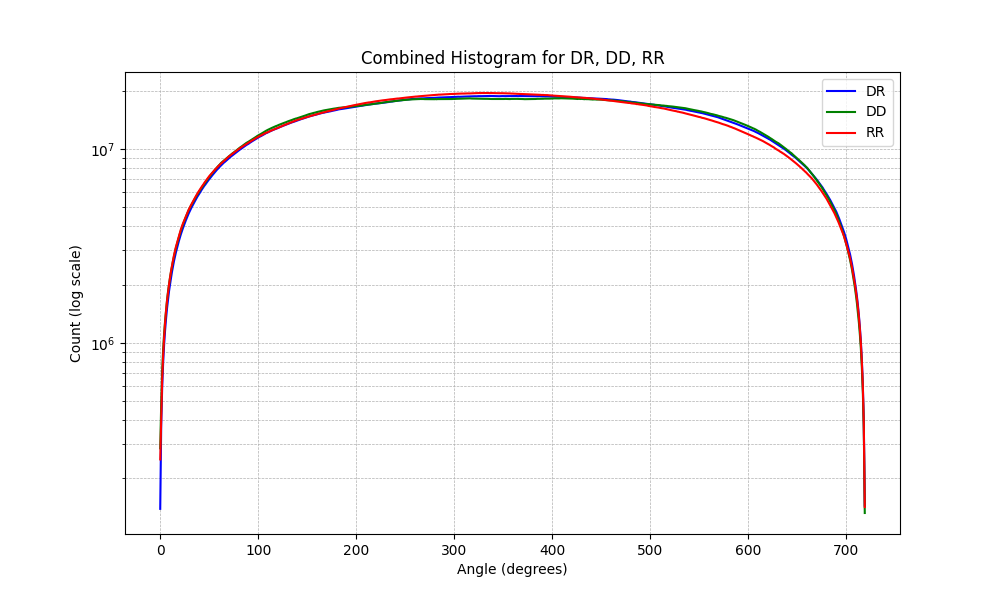 Combined Histogram for DR, DD, RR
DR
DD
RR
Count (log scale)
10⁷
10⁶
0 100 200 300 400 500 600 700
Angle (degrees)